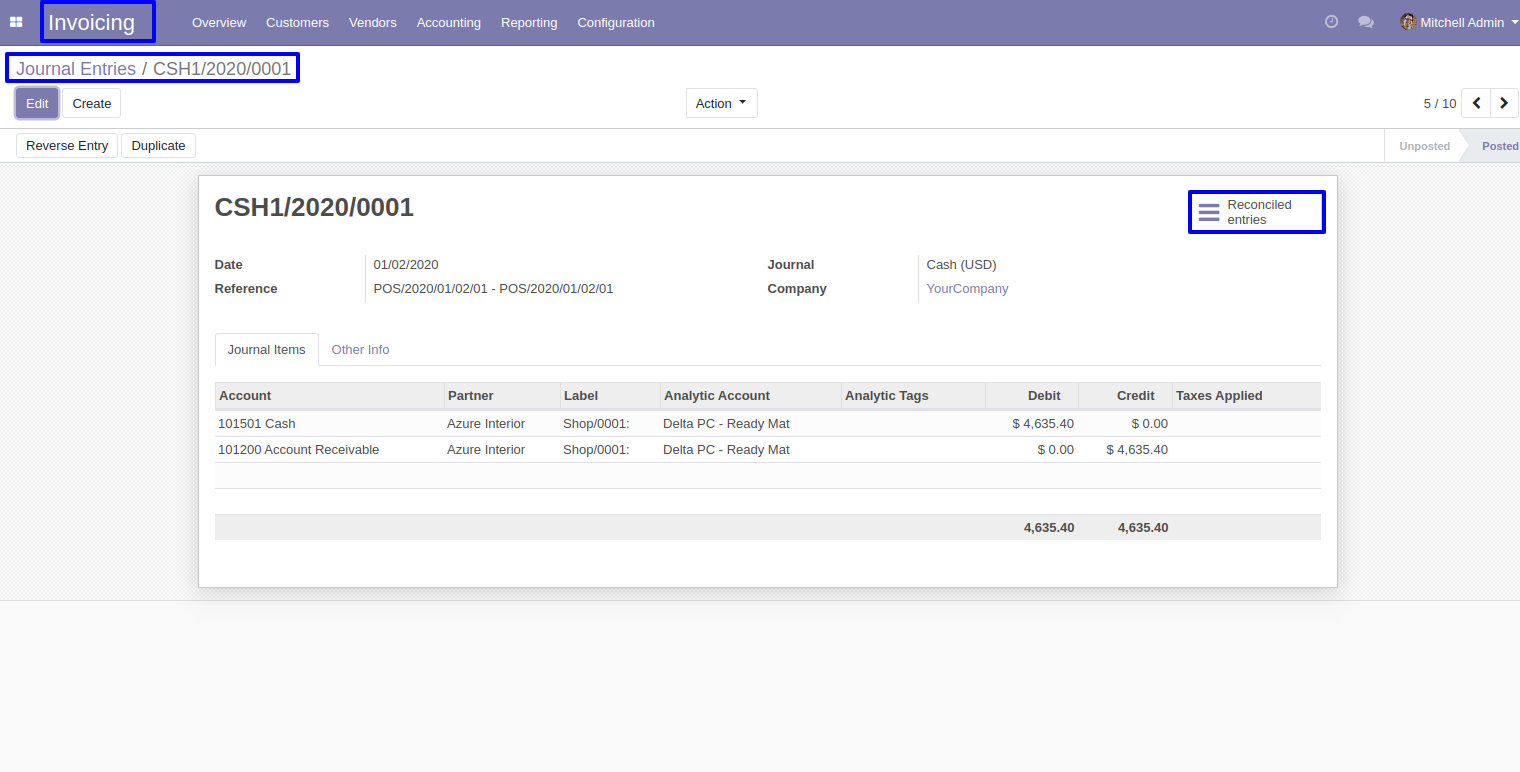 Invoicing Overview Customers Vendors Accounting Reporting Configuration Mitchell Admin
Journal Entries / CSH1/2020/0001
Edit Create Action 5 / 10
Reverse Entry Duplicate Unposted Posted
CSH1/2020/0001
Reconciled
entries
Date 01/02/2020 Journal Cash (USD)
Reference POS/2020/01/02/01 - POS/2020/01/02/01 Company YourCompany
Journal Items Other Info
Account Partner Label Analytic Account Analytic Tags Debit Credit Taxes Applied
101501 Cash Azure Interior Shop/0001: Delta PC - Ready Mat $ 4,635.40 $ 0.00
101200 Account Receivable Azure Interior Shop/0001: Delta PC - Ready Mat $ 0.00 $ 4,635.40
4,635.40 4,635.40